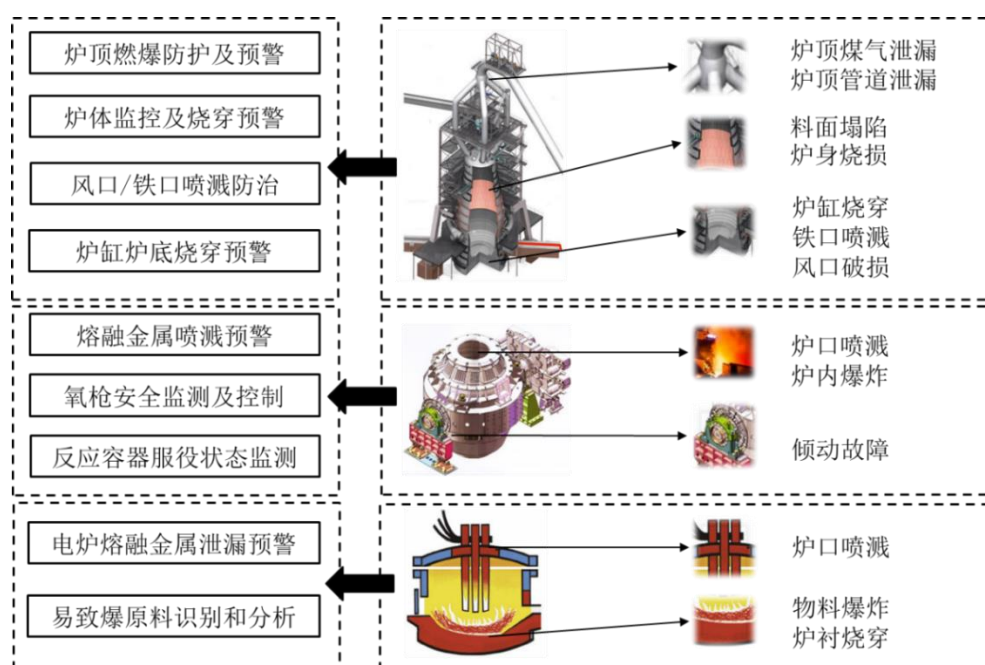 炉顶燃爆防护及预警
炉体监控及烧穿预警
风口/铁口喷溅防治
炉缸炉底烧穿预警
炉顶煤气泄漏
炉顶管道泄漏
料面塌陷
炉身烧损
炉缸烧穿
铁口喷溅
风口破损
熔融金属喷溅预警
氧枪安全监测及控制
反应容器服役状态监测
炉口喷溅
炉内爆炸
倾动故障
电炉熔融金属泄漏预警
易致爆原料识别和分析
炉口喷溅
物料爆炸
炉衬烧穿